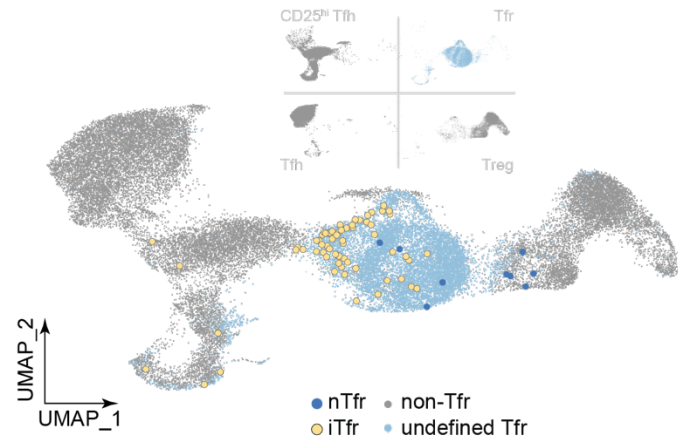 CD25ʰⁱ Tfh
Tfr
Tfh
Treg
UMAP_2
UMAP_1
nTfr
non-Tfr
iTfr
undefined Tfr